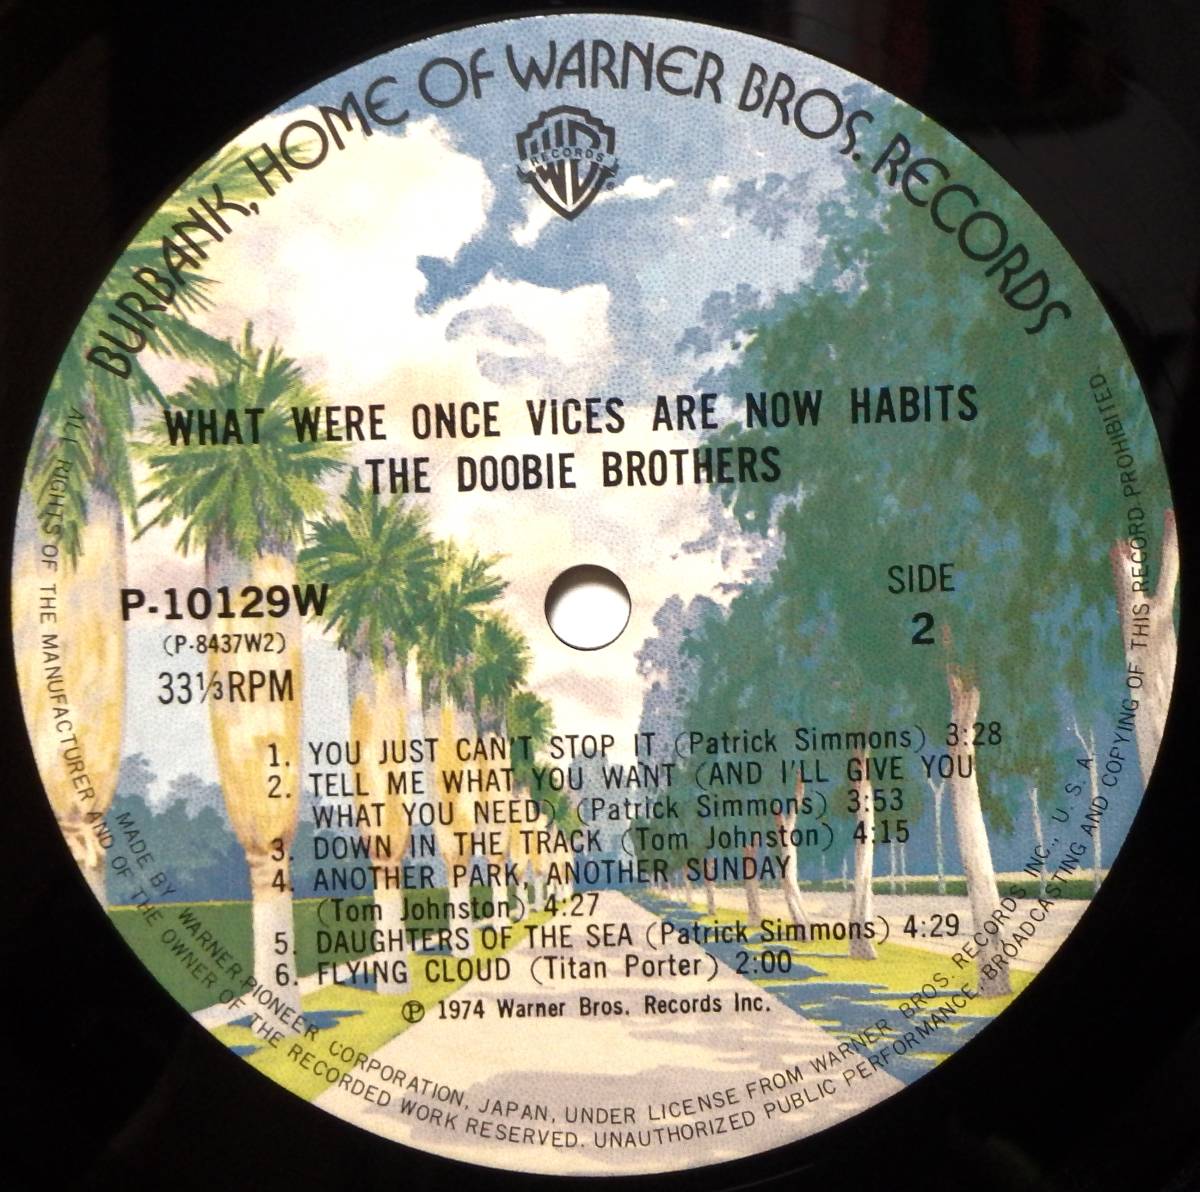 BURBANK, HOME OF WARNER BROS. RECORDS
RECORDS
WHAT WERE ONCE VICES ARE NOW HABITS
THE DOOBIE BROTHERS
P-10129W
(P-8437W2)
33⅓RPM
SIDE
2
1. YOU JUST CAN'T STOP IT (Patrick Simmons) 3:28
2. TELL ME WHAT YOU WANT (AND I'LL GIVE YOU
WHAT YOU NEED) (Patrick Simmons) 3:53
3. DOWN IN THE TRACK (Tom Johnston) 4:15
4. ANOTHER PARK, ANOTHER SUNDAY
(Tom Johnston) 4:27
5. DAUGHTERS OF THE SEA (Patrick Simmons) 4:29
6. FLYING CLOUD (Titan Porter) 2:00
Ⓟ 1974 Warner Bros. Records Inc.
MADE BY WARNER-PIONEER CORPORATION, JAPAN, UNDER LICENSE FROM WARNER BROS. RECORDS INC., U. S. A.
ALL RIGHTS OF THE MANUFACTURER AND OF THE OWNER OF THE RECORDED WORK RESERVED. UNAUTHORIZED PUBLIC PERFORMANCE, BROADCASTING AND COPYING OF THIS RECORD PROHIBITED.